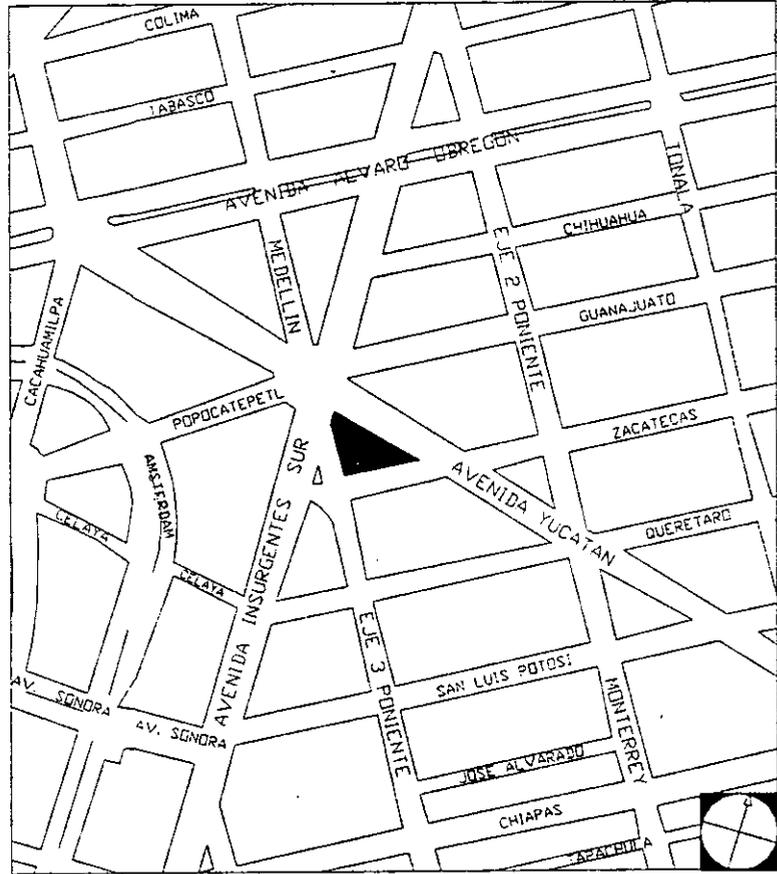 COLIMA
TABASCO
AVENIDA ALVARO OBREGON
TONALA
CHIHUAHUA
MEDELLIN
EJE 2 PONIENTE
GUANAJUATO
CACAHUAMILPA
POPOCATEPETL
ZACATECAS
AMSTERDAM
AVENIDA INSURGENTES SUR
AVENIDA YUCATAN
CELAYA
QUERETARO
CELAYA
EJE 3 PONIENTE
SAN LUIS POTOSI
AV. SONORA
AV. SONORA
MONTERREY
JOSE ALVARADO
CHIAPAS
TAPACHULA